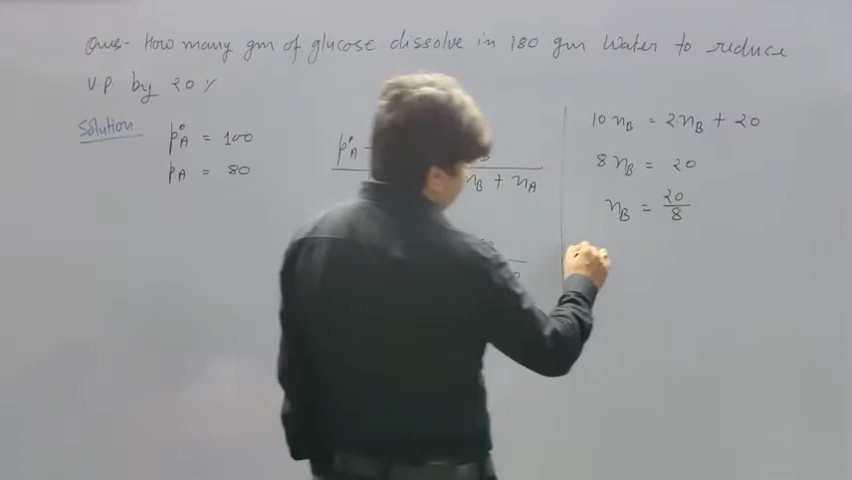 Ques- How many gm of glucose dissolve in 180 gm water to reduce
V.P. by 20 %
Solution
p°A = 100
pA = 80
p°A -
nB + nA
10 nB = 2nB + 20
8 nB = 20
nB = 20/8